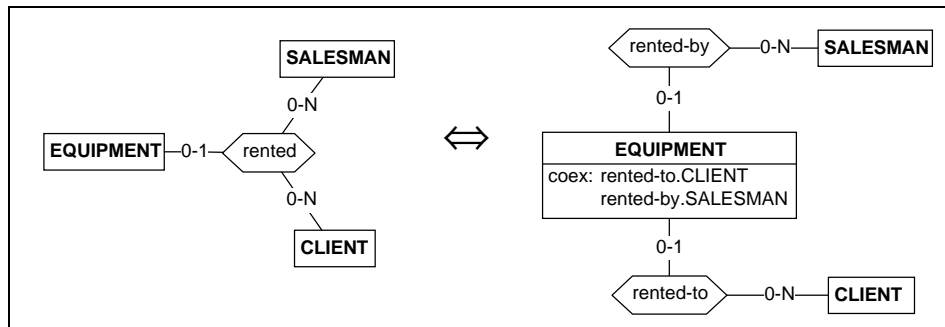 SALESMAN
0-N
EQUIPMENT 0-1 rented
0-N
CLIENT
⇔
rented-by 0-N SALESMAN
0-1
EQUIPMENT
coex: rented-to.CLIENT
rented-by.SALESMAN
0-1
rented-to 0-N CLIENT